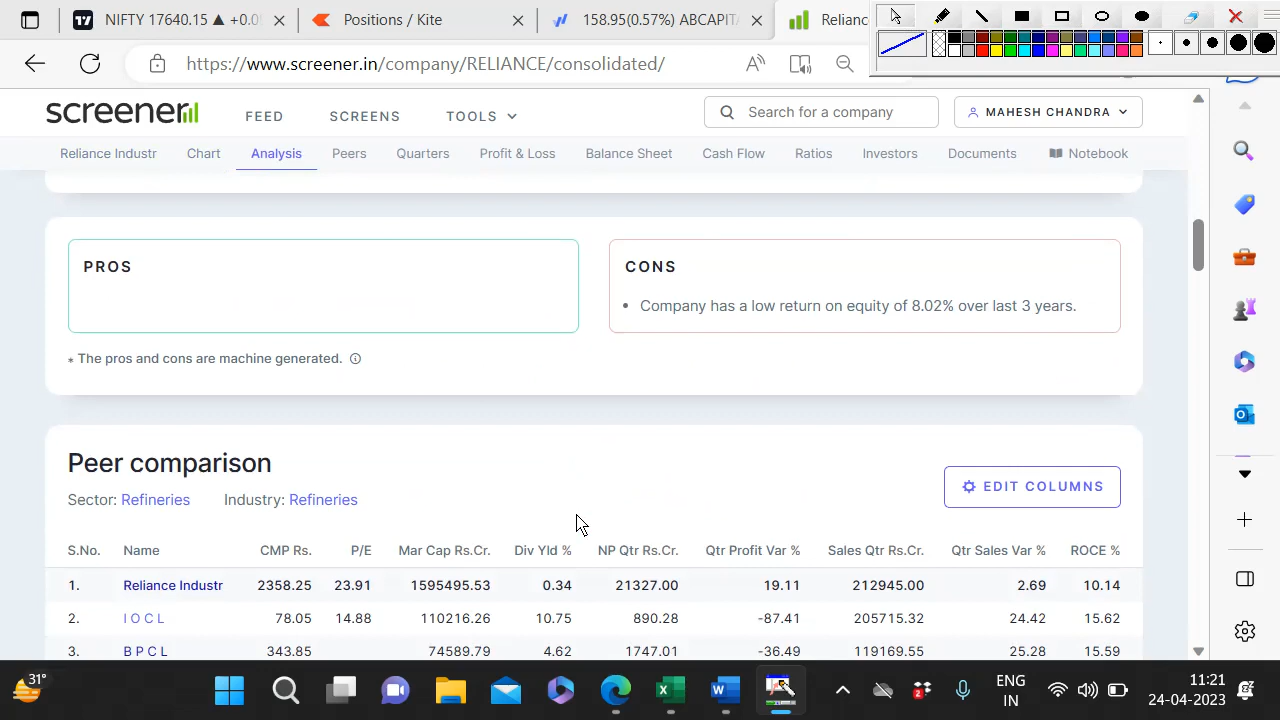 NIFTY 17640.15 ▲ +0.0
Positions / Kite
158.95(0.57%) ABCAPITA
Relianc
https://www.screener.in/company/RELIANCE/consolidated/
screener
FEED
SCREENS
TOOLS
Search for a company
MAHESH CHANDRA
Reliance Industr Chart Analysis Peers Quarters Profit & Loss Balance Sheet Cash Flow Ratios Investors Documents Notebook
PROS
CONS
• Company has a low return on equity of 8.02% over last 3 years.
* The pros and cons are machine generated.
Peer comparison
Sector: Refineries Industry: Refineries
EDIT COLUMNS
S.No. Name CMP Rs. P/E Mar Cap Rs.Cr. Div Yld % NP Qtr Rs.Cr. Qtr Profit Var % Sales Qtr Rs.Cr. Qtr Sales Var % ROCE %
1. Reliance Industr 2358.25 23.91 1595495.53 0.34 21327.00 19.11 212945.00 2.69 10.14
2. I O C L 78.05 14.88 110216.26 10.75 890.28 -87.41 205715.32 24.42 15.62
3. B P C L 343.85 74589.79 4.62 1747.01 -36.49 119169.55 25.28 15.59
31°
ENG
IN
11:21
24-04-2023